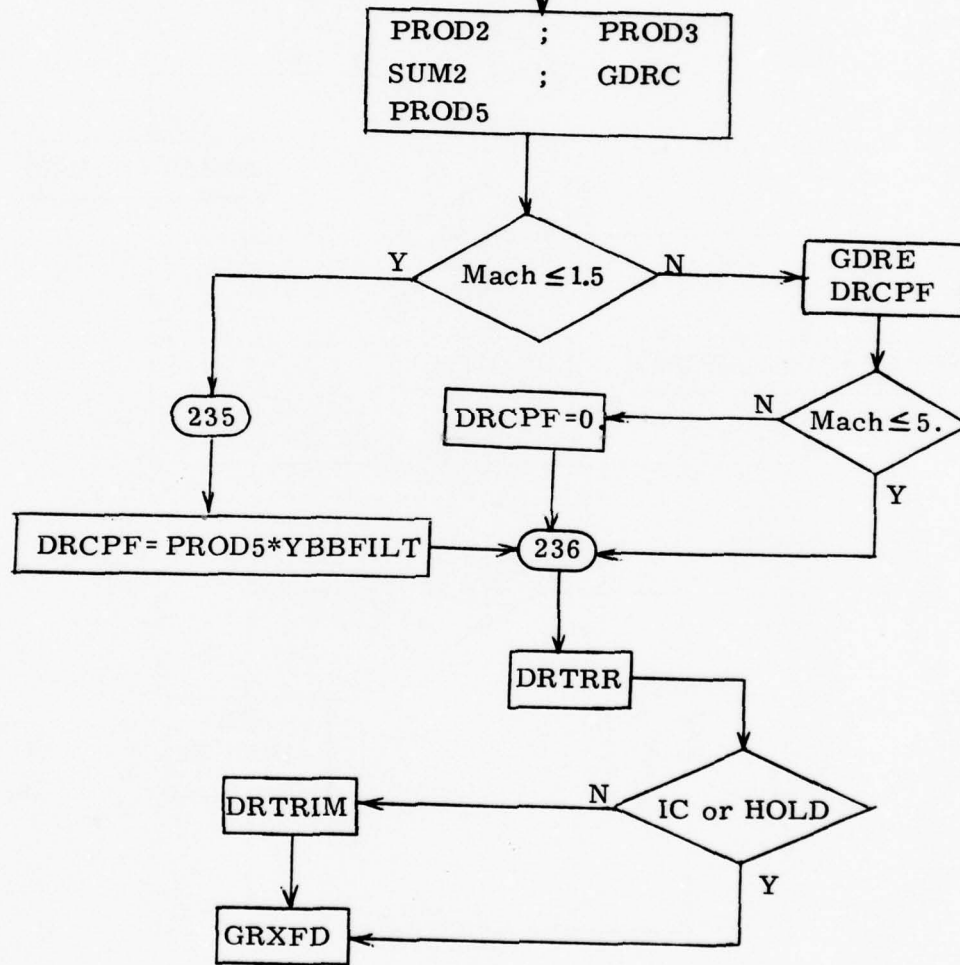 PROD2 ; PROD3
SUM2 ; GDRC
PROD5
Y
Mach ≤ 1.5
N
GDRE
DRCPF
235
DRCPF=0.
N
Mach ≤ 5.
Y
DRCPF=PROD5*YBBFILT
236
DRTRR
DRTRIM
N
IC or HOLD
Y
GRXFD